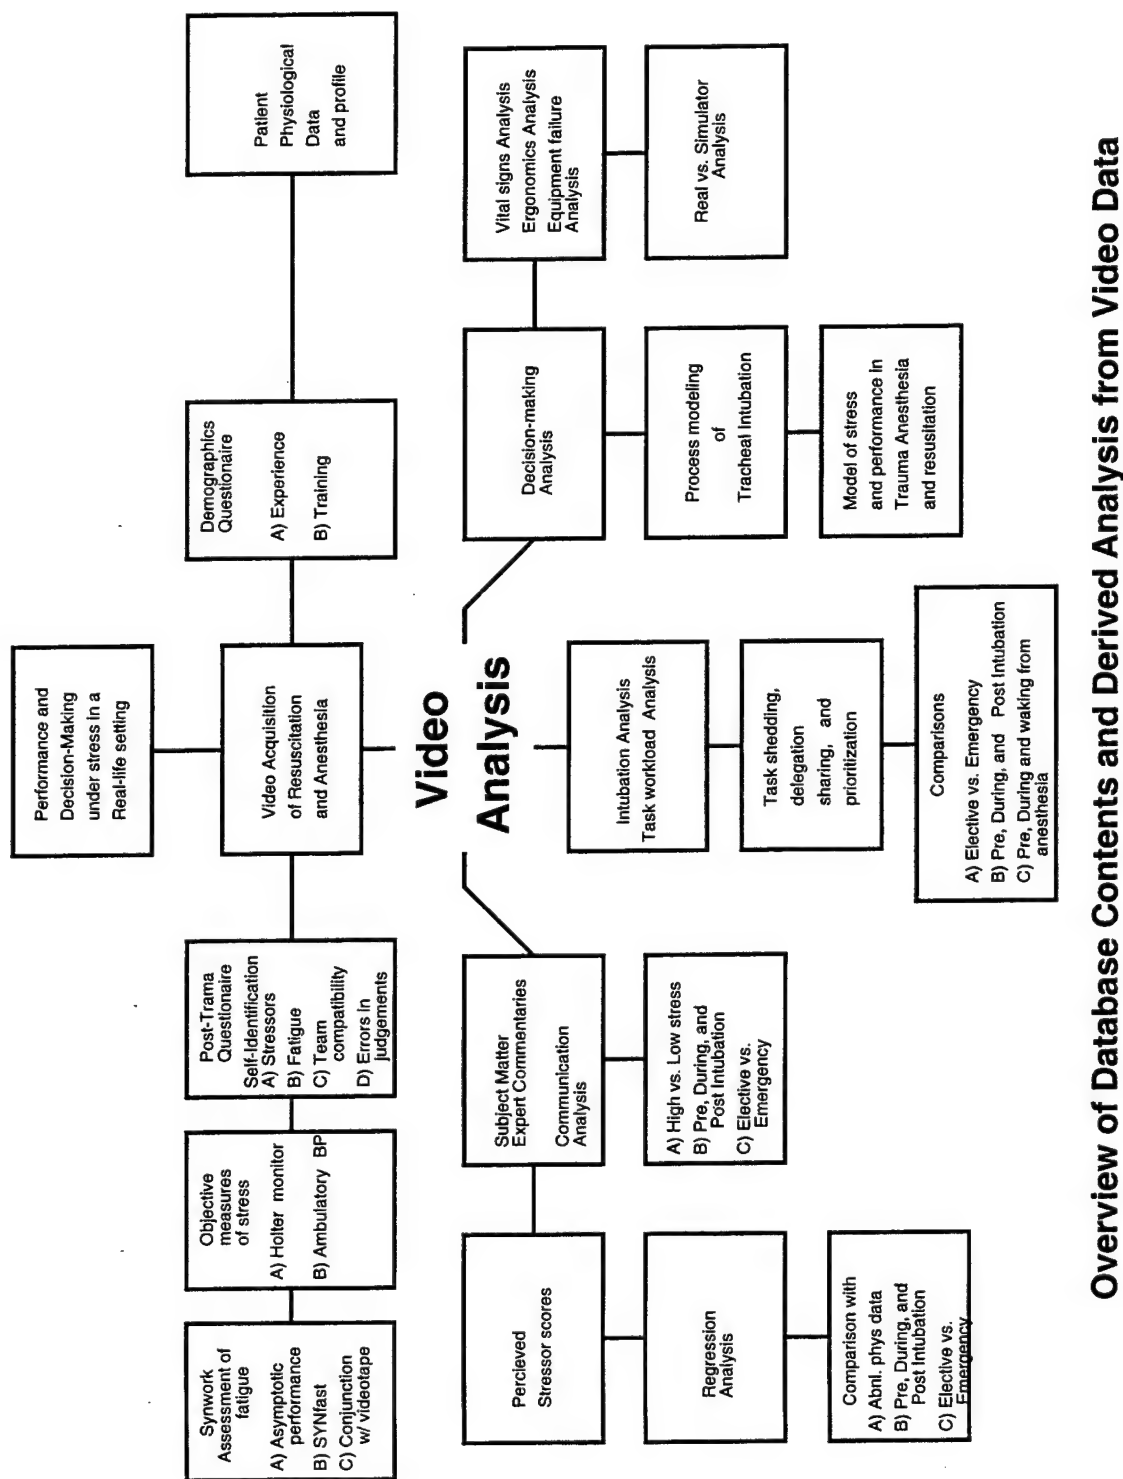 Performance and
Decision-Making
under stress in a
Real-life setting
Synwork
Assessment of
fatigue
A) Asymptotic
performance
B) SYNfast
C) Conjunction
w/ videotape
Objective
measures
of stress
A) Holter monitor
B) Ambulatory BP
Post-Trama
Questionaire
Self-Identification
A) Stressors
B) Fatigue
C) Team
compatibility
D) Errors in
judgements
Video Acquisition
of Resuscitation
and Anesthesia
Demographics
Questionaire
A) Experience
B) Training
Patient
Physiological
Data
and profile
Video
Analysis
Percieved
Stressor scores
Regression
Analysis
Comparison with
A) Abnl. phys data
B) Pre, During, and
Post Intubation
C) Elective vs.
Emergency
Subject Matter
Expert Commentaries
Communication
Analysis
A) High vs. Low stress
B) Pre, During, and
Post Intubation
C) Elective vs.
Emergency
Intubation Analysis
Task workload Analysis
Task shedding,
delegation
sharing, and
prioritization
Comparisons
A) Elective vs. Emergency
B) Pre, During, and Post Intubation
C) Pre, During and waking from
anesthesia
Decision-making
Analysis
Process modeling
of
Tracheal Intubation
Model of stress
and performance in
Trauma Anesthesia
and resusitation
Vital signs Analysis
Ergonomics Analysis
Equipment failure
Analysis
Real vs. Simulator
Analysis
Overview of Database Contents and Derived Analysis from Video Data